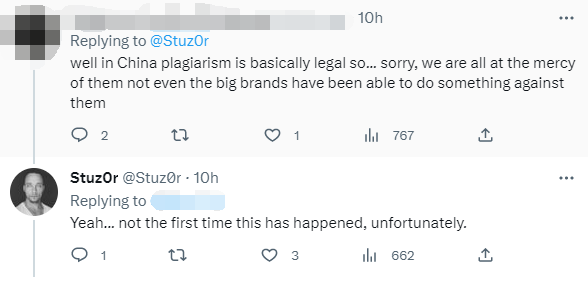 10h
Replying to @Stuz0r
well in China plagiarism is basically legal so... sorry, we are all at the mercy
of them not even the big brands have been able to do something against
them
2 1 767
Stuz0r @Stuz0r · 10h
Replying to
Yeah... not the first time this has happened, unfortunately.
1 3 662